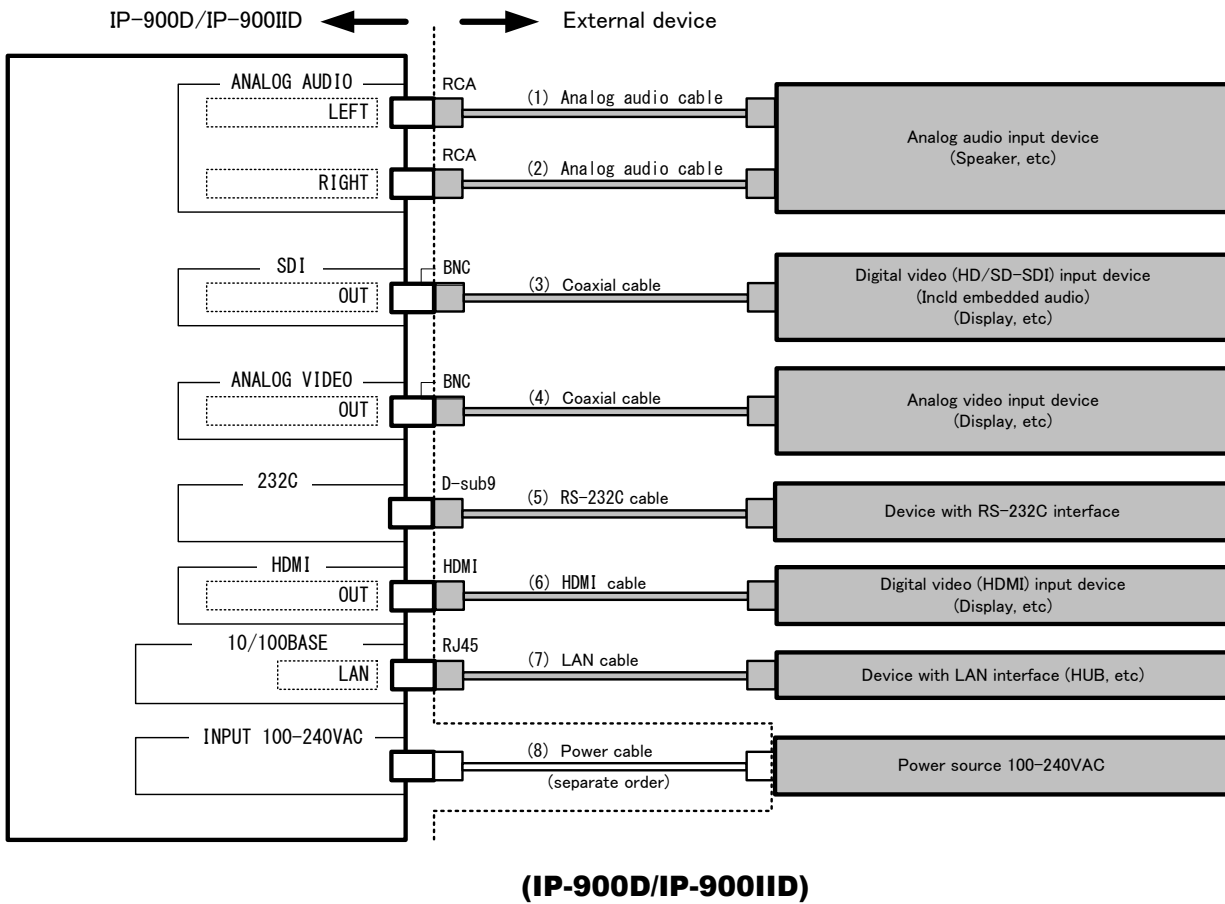 IP-900D/IP-900IID
External device
ANALOG AUDIO
LEFT
RCA
(1) Analog audio cable
RIGHT
RCA
(2) Analog audio cable
Analog audio input device
(Speaker, etc)
SDI
OUT
BNC
(3) Coaxial cable
Digital video (HD/SD-SDI) input device
(Incld embedded audio)
(Display, etc)
ANALOG VIDEO
OUT
BNC
(4) Coaxial cable
Analog video input device
(Display, etc)
232C
D-sub9
(5) RS-232C cable
Device with RS-232C interface
HDMI
OUT
HDMI
(6) HDMI cable
Digital video (HDMI) input device
(Display, etc)
10/100BASE
LAN
RJ45
(7) LAN cable
Device with LAN interface (HUB, etc)
INPUT 100-240VAC
(8) Power cable
(separate order)
Power source 100-240VAC
(IP-900D/IP-900IID)